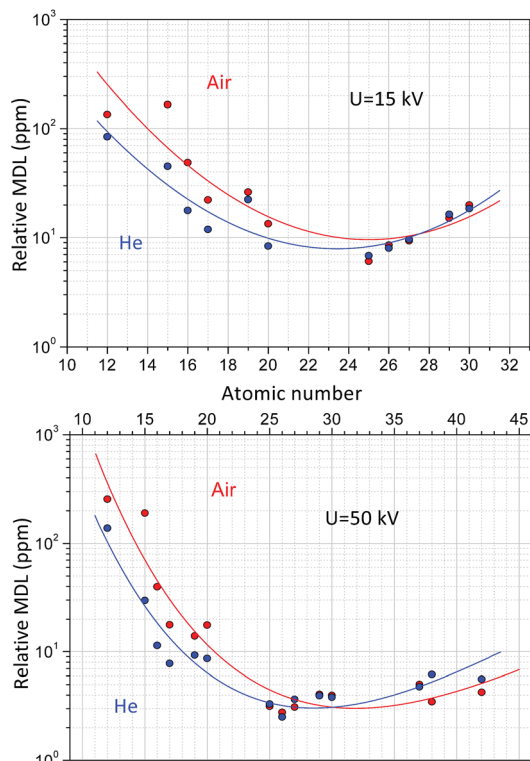 10³
Air
U=15 kV
10²
Relative MDL (ppm)
10¹
He
10⁰
10 12 14 16 18 20 22 24 26 28 30 32
Atomic number
10 15 20 25 30 35 40 45
10³
Air
U=50 kV
10²
Relative MDL (ppm)
10¹
He
10⁰